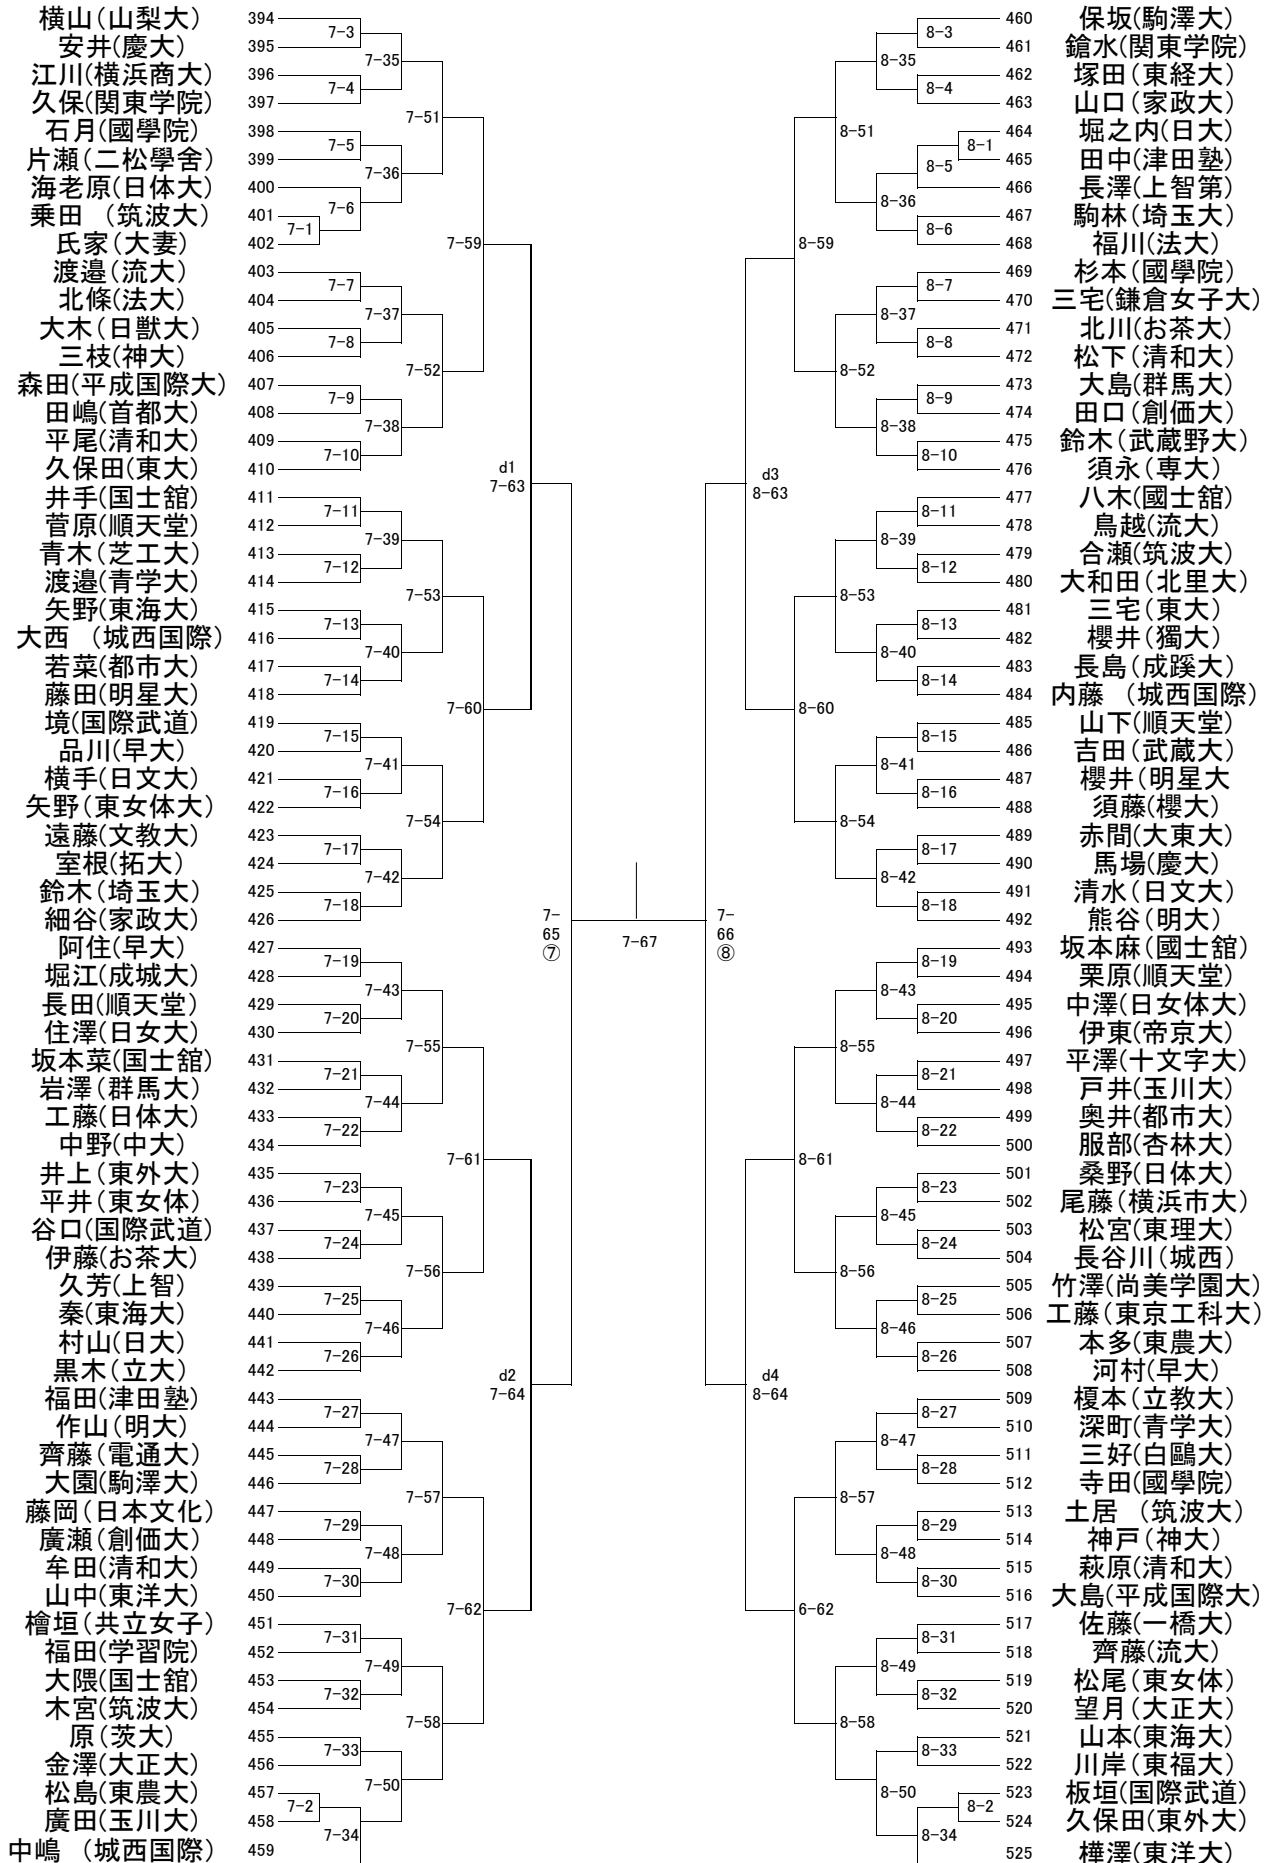 横山(山梨大) 394
安井(慶大) 395
江川(横浜商大) 396
久保(関東学院) 397
石月(國學院) 398
片瀬(二松學舍) 399
海老原(日体大) 400
乗田 (筑波大) 401
氏家(大妻) 402
渡邉(流大) 403
北條(法大) 404
大木(日獣大) 405
三枝(神大) 406
森田(平成国際大) 407
田嶋(首都大) 408
平尾(清和大) 409
久保田(東大) 410
井手(国士舘) 411
菅原(順天堂) 412
青木(芝工大) 413
渡邉(青学大) 414
矢野(東海大) 415
大西 (城西国際) 416
若菜(都市大) 417
藤田(明星大) 418
境(国際武道) 419
品川(早大) 420
横手(日文大) 421
矢野(東女体大) 422
遠藤(文教大) 423
室根(拓大) 424
鈴木(埼玉大) 425
細谷(家政大) 426
阿住(早大) 427
堀江(成城大) 428
長田(順天堂) 429
住澤(日女大) 430
坂本菜(国士舘) 431
岩澤(群馬大) 432
工藤(日体大) 433
中野(中大) 434
井上(東外大) 435
平井(東女体) 436
谷口(国際武道) 437
伊藤(お茶大) 438
久芳(上智) 439
秦(東海大) 440
村山(日大) 441
黒木(立大) 442
福田(津田塾) 443
作山(明大) 444
齊藤(電通大) 445
大園(駒澤大) 446
藤岡(日本文化) 447
廣瀬(創価大) 448
牟田(清和大) 449
山中(東洋大) 450
檜垣(共立女子) 451
福田(学習院) 452
大隈(国士舘) 453
木宮(筑波大) 454
原(茨大) 455
金澤(大正大) 456
松島(東農大) 457
廣田(玉川大) 458
中嶋 (城西国際) 459
7-1
7-2
7-3
7-4
7-5
7-6
7-7
7-8
7-9
7-10
7-11
7-12
7-13
7-14
7-15
7-16
7-17
7-18
7-19
7-20
7-21
7-22
7-23
7-24
7-25
7-26
7-27
7-28
7-29
7-30
7-31
7-32
7-33
7-34
7-35
7-36
7-37
7-38
7-39
7-40
7-41
7-42
7-43
7-44
7-45
7-46
7-47
7-48
7-49
7-50
7-51
7-52
7-53
7-54
7-55
7-56
7-57
7-58
7-59
7-60
7-61
7-62
d1
7-63
d2
7-64
7-
65
⑦
7-67
7-
66
⑧
d3
8-63
d4
8-64
8-59
8-60
8-61
6-62
8-51
8-52
8-53
8-54
8-55
8-56
8-57
8-58
8-35
8-36
8-37
8-38
8-39
8-40
8-41
8-42
8-43
8-44
8-45
8-46
8-47
8-48
8-49
8-50
8-3
8-4
8-5
8-6
8-7
8-8
8-9
8-10
8-11
8-12
8-13
8-14
8-15
8-16
8-17
8-18
8-19
8-20
8-21
8-22
8-23
8-24
8-25
8-26
8-27
8-28
8-29
8-30
8-31
8-32
8-33
8-34
8-1
8-2
460 保坂(駒澤大)
461 鎗水(関東学院)
462 塚田(東経大)
463 山口(家政大)
464 堀之内(日大)
465 田中(津田塾)
466 長澤(上智第)
467 駒林(埼玉大)
468 福川(法大)
469 杉本(國學院)
470 三宅(鎌倉女子大)
471 北川(お茶大)
472 松下(清和大)
473 大島(群馬大)
474 田口(創価大)
475 鈴木(武蔵野大)
476 須永(専大)
477 八木(國士舘)
478 鳥越(流大)
479 合瀬(筑波大)
480 大和田(北里大)
481 三宅(東大)
482 櫻井(獨大)
483 長島(成蹊大)
484 内藤 (城西国際)
485 山下(順天堂)
486 吉田(武蔵大)
487 櫻井(明星大
488 須藤(櫻大)
489 赤間(大東大)
490 馬場(慶大)
491 清水(日文大)
492 熊谷(明大)
493 坂本麻(國士舘)
494 栗原(順天堂)
495 中澤(日女体大)
496 伊東(帝京大)
497 平澤(十文字大)
498 戸井(玉川大)
499 奥井(都市大)
500 服部(杏林大)
501 桑野(日体大)
502 尾藤(横浜市大)
503 松宮(東理大)
504 長谷川(城西)
505 竹澤(尚美学園大)
506 工藤(東京工科大)
507 本多(東農大)
508 河村(早大)
509 榎本(立教大)
510 深町(青学大)
511 三好(白鷗大)
512 寺田(國學院)
513 土居 (筑波大)
514 神戸(神大)
515 萩原(清和大)
516 大島(平成国際大)
517 佐藤(一橋大)
518 齊藤(流大)
519 松尾(東女体)
520 望月(大正大)
521 山本(東海大)
522 川岸(東福大)
523 板垣(国際武道)
524 久保田(東外大)
525 樺澤(東洋大)